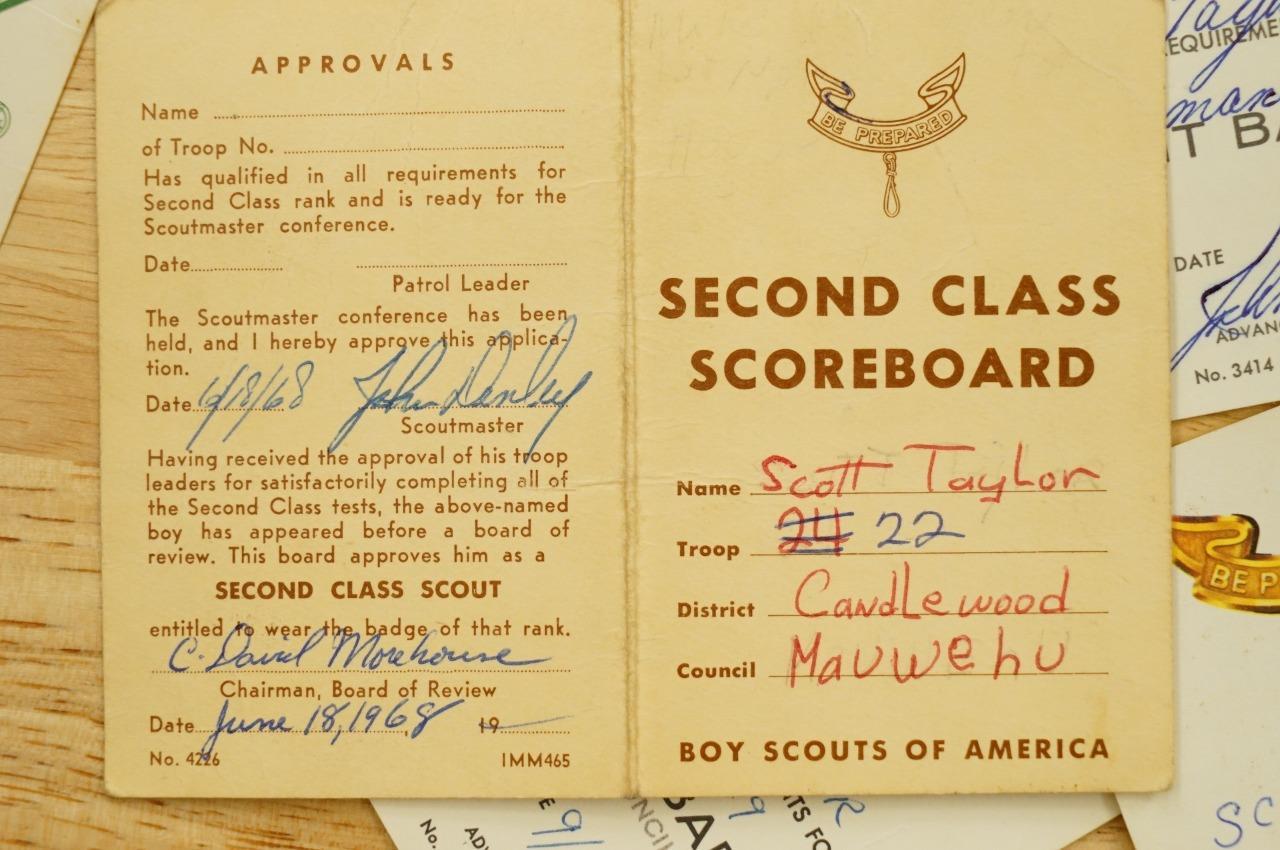 APPROVALS
Name
of Troop No.
Has qualified in all requirements for
Second Class rank and is ready for the
Scoutmaster conference.
Date
Patrol Leader
The Scoutmaster conference has been
held, and I hereby approve this applica-
tion.
Date 6/18/68
Scoutmaster
Having received the approval of his troop
leaders for satisfactorily completing all of
the Second Class tests, the above-named
boy has appeared before a board of
review. This board approves him as a
SECOND CLASS SCOUT
entitled to wear the badge of that rank.
C. David Morehouse
Chairman, Board of Review
Date June 18, 1968 19
No. 4226 IMM465
BE PREPARED
SECOND CLASS
SCOREBOARD
Name Scott Taylor
Troop 24 22
District Candlewood
Council Mauwehu
BOY SCOUTS OF AMERICA
DATE
No. 3414
BE P
SC
No.